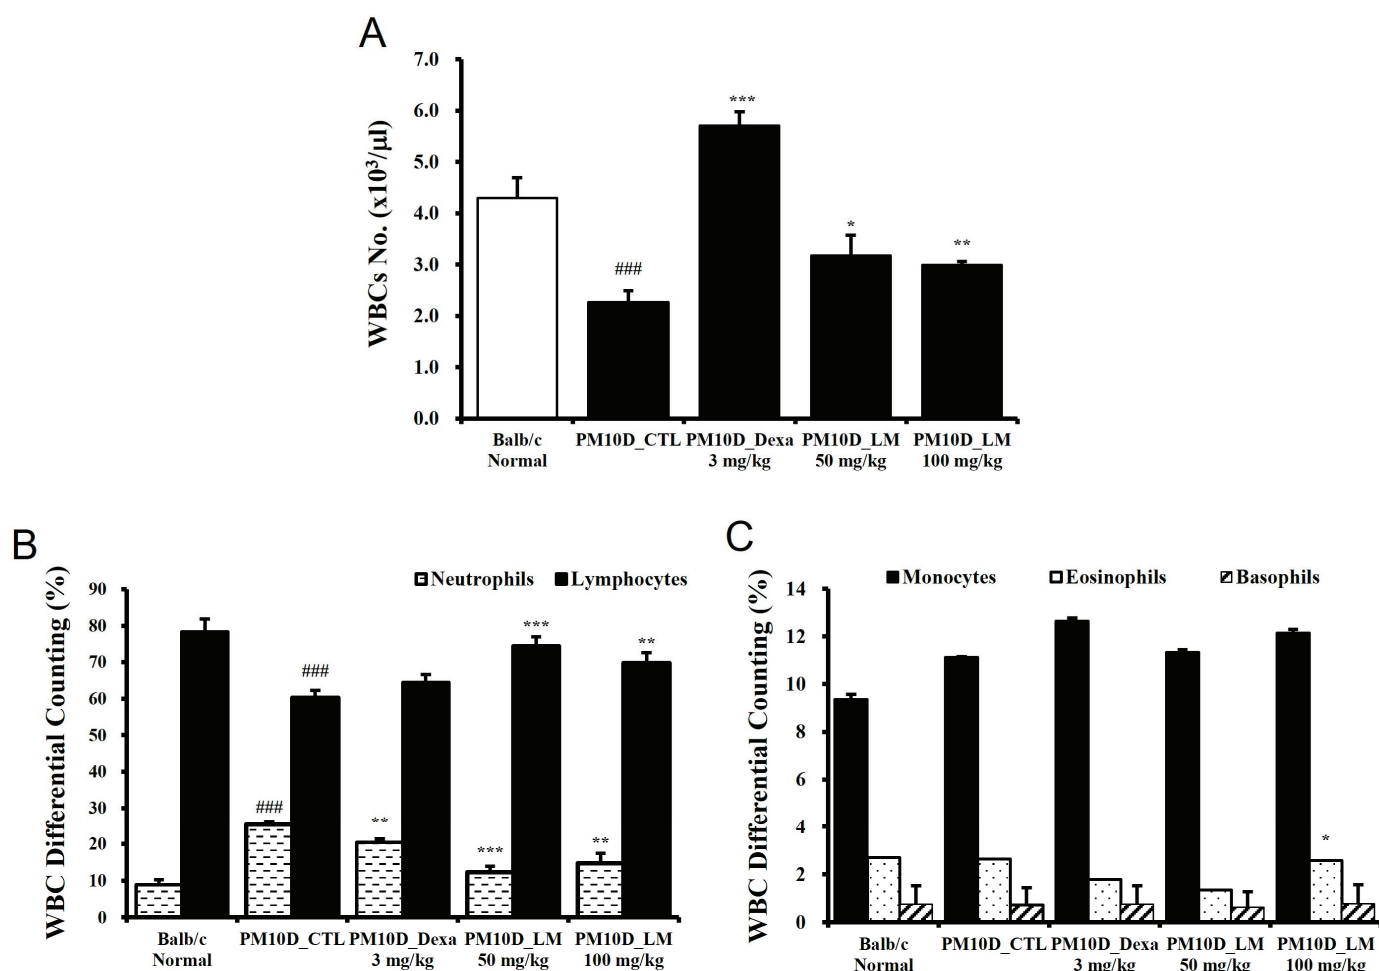 A
WBCs No. (x10³/µl)
7.0
6.0
5.0
4.0
3.0
2.0
1.0
0.0
***
*
**
###
Balb/c
Normal
PM10D_CTL
PM10D_Dexa
3 mg/kg
PM10D_LM
50 mg/kg
PM10D_LM
100 mg/kg
B
WBC Differential Counting (%)
Neutrophils Lymphocytes
90
80
70
60
50
40
30
20
10
0
###
###
**
***
***
**
**
Balb/c
Normal
PM10D_CTL
PM10D_Dexa
3 mg/kg
PM10D_LM
50 mg/kg
PM10D_LM
100 mg/kg
C
WBC Differential Counting (%)
Monocytes Eosinophils Basophils
14
12
10
8
6
4
2
0
*
Balb/c
Normal
PM10D_CTL
PM10D_Dexa
3 mg/kg
PM10D_LM
50 mg/kg
PM10D_LM
100 mg/kg